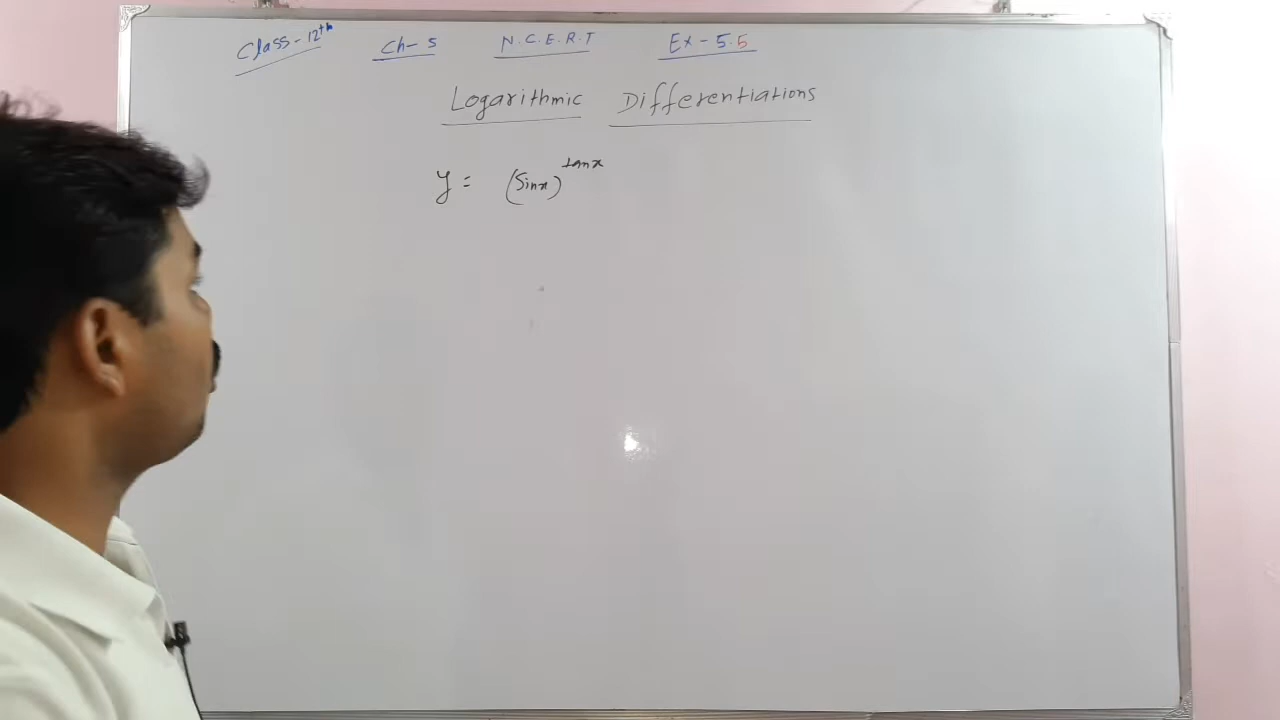 Class-12th Ch-5 N.C.E.R.T Ex-5.5
Logarithmic Differentiations
y = (Sinx)^tanx